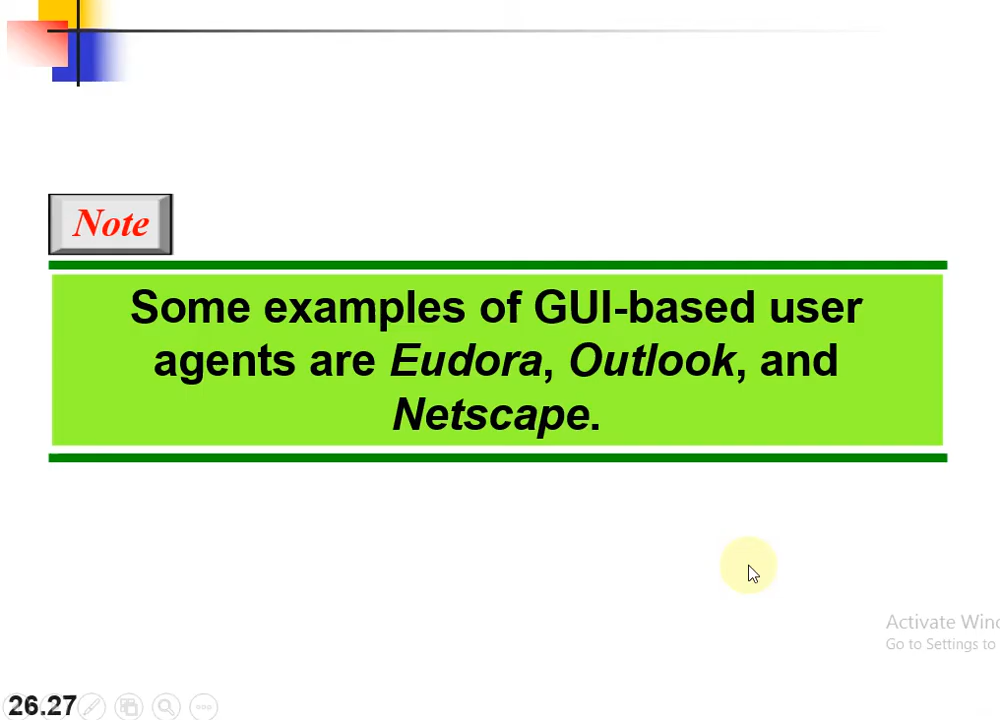 Note
Some examples of GUI-based user
agents are Eudora, Outlook, and
Netscape.
Activate Win
Go to Settings to
26.27